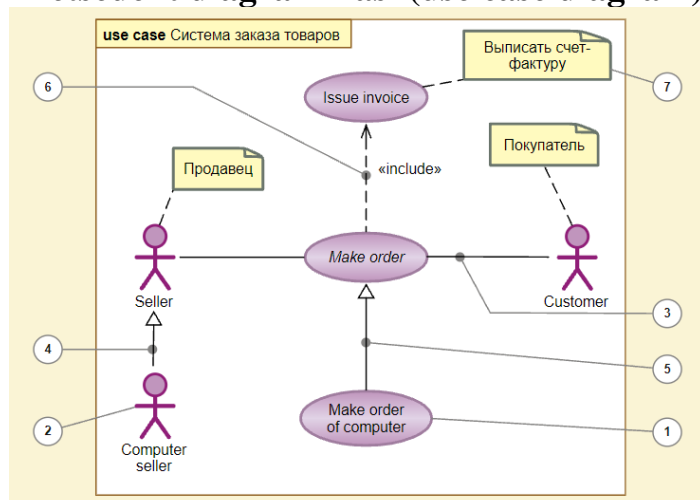 use case Система заказа товаров
Выписать счет-
фактуру
6
Issue invoice
7
Продавец
«include»
Покупатель
Make order
Seller
Customer
3
4
5
Make order
of computer
2
1
Computer
seller